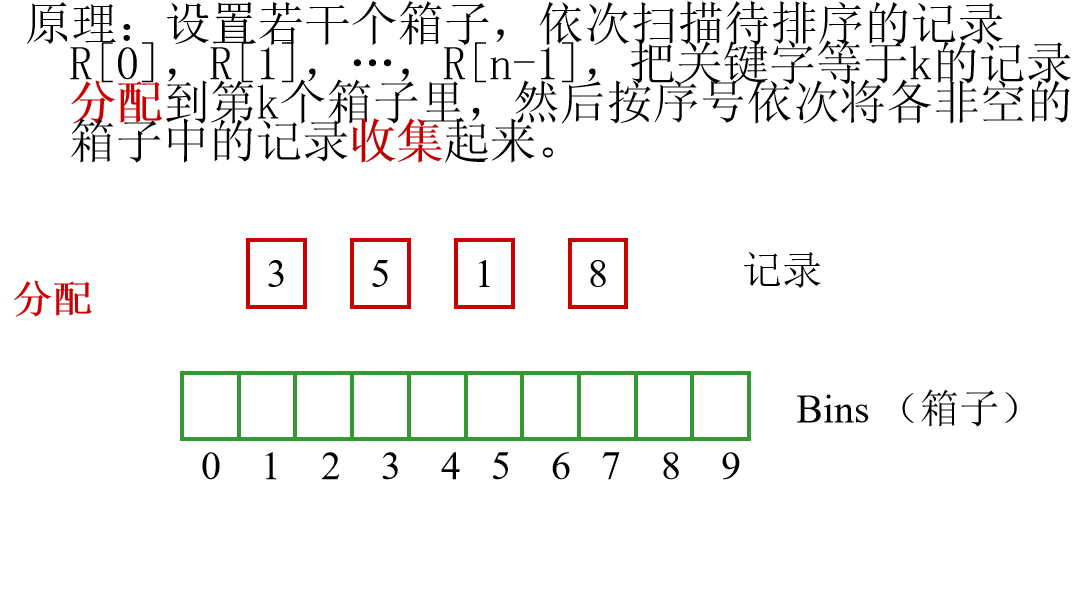 原理：设置若干个箱子，依次扫描待排序的记录
R[0]，R[1]，…，R[n-1]，把关键字等于k的记录
分配到第k个箱子里，然后按序号依次将各非空的
箱子中的记录收集起来。
3 5 1 8 记录
分配
Bins （箱子）
0 1 2 3 4 5 6 7 8 9